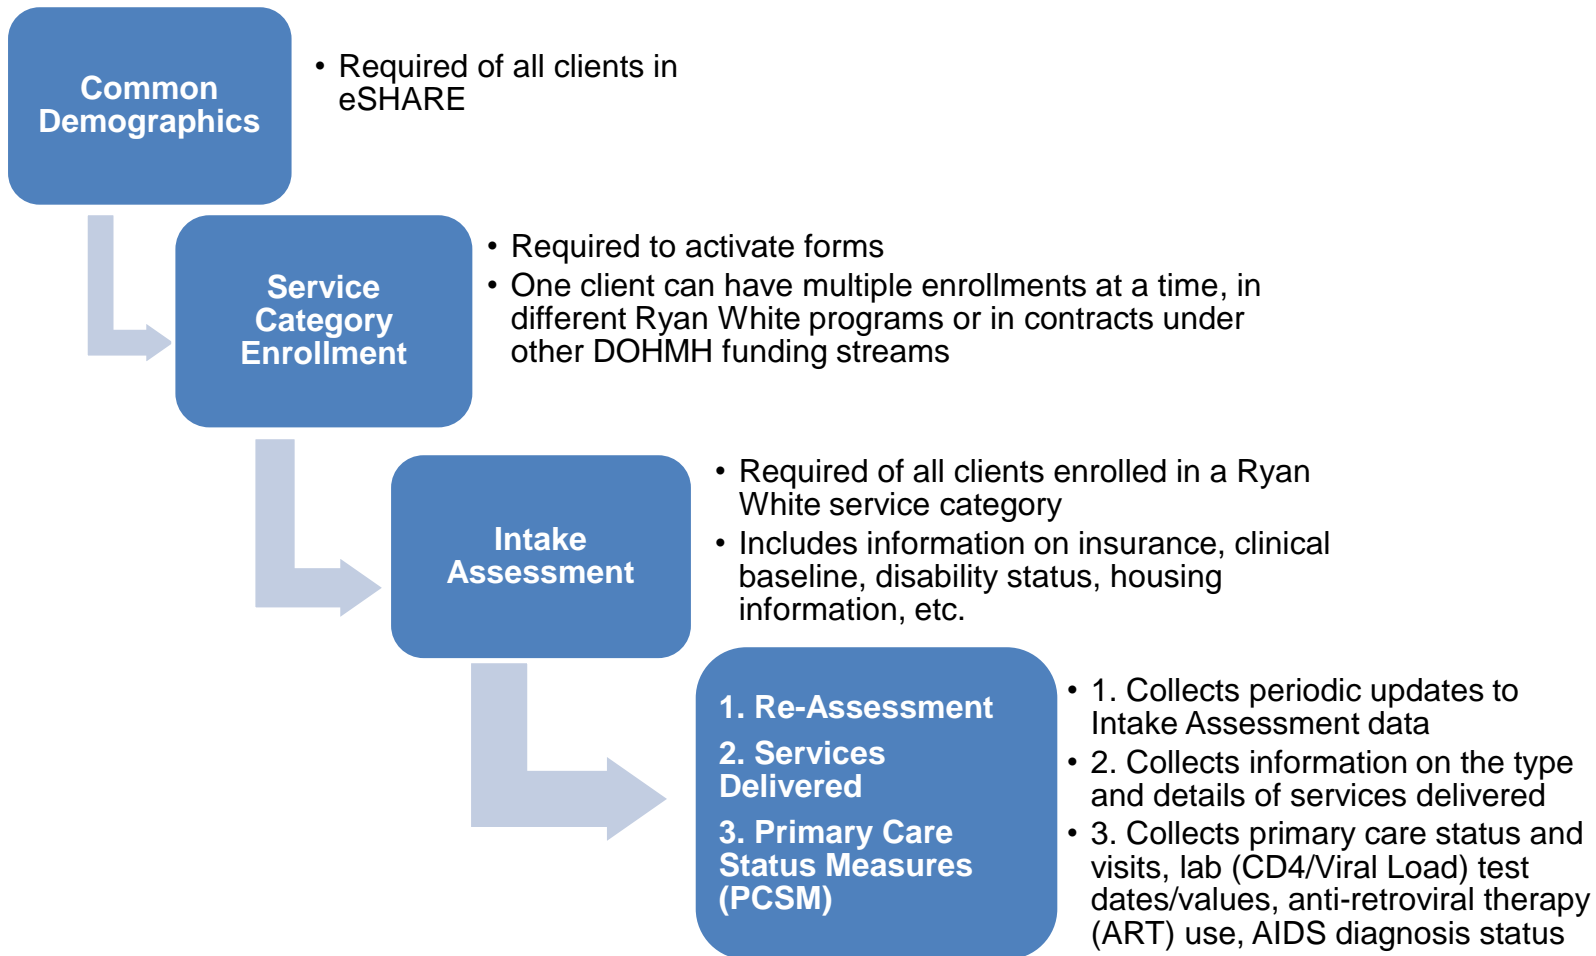 Common
Demographics
• Required of all clients in
eSHARE
Service
Category
Enrollment
• Required to activate forms
• One client can have multiple enrollments at a time, in
different Ryan White programs or in contracts under
other DOHMH funding streams
Intake
Assessment
• Required of all clients enrolled in a Ryan
White service category
• Includes information on insurance, clinical
baseline, disability status, housing
information, etc.
1. Re-Assessment
2. Services
Delivered
3. Primary Care
Status Measures
(PCSM)
• 1. Collects periodic updates to
Intake Assessment data
• 2. Collects information on the type
and details of services delivered
• 3. Collects primary care status and
visits, lab (CD4/Viral Load) test
dates/values, anti-retroviral therapy
(ART) use, AIDS diagnosis status